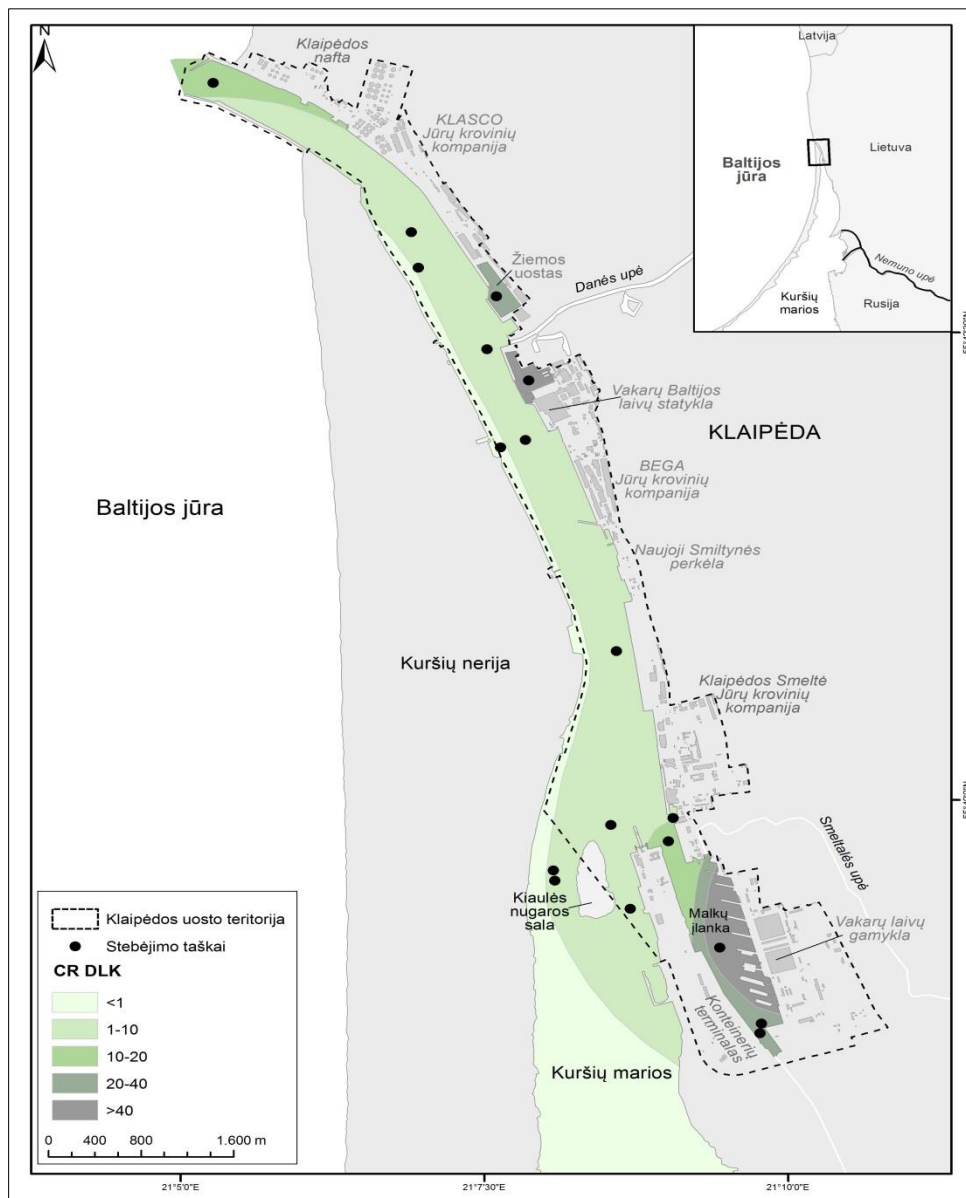 N
Klaipėdos
nafta
KLASCO
Jūrų krovinių
kompanija
Žiemos
uostas
Danės upė
Vakarų Baltijos
laivų statykla
KLAIPĖDA
BEGA
Jūrų krovinių
kompanija
Naujoji Smiltynės
perkėla
Baltijos jūra
Kuršių nerija
Klaipėdos Smeltė
Jūrų krovinių
kompanija
Smeltalės upė
Kiaulės
nugaros
sala
Malkų
įlanka
Vakarų laivų
gamykla
Konteinerių
terminalas
Kuršių marios
Latvija
Baltijos
jūra
Lietuva
Nemuno upė
Kuršių
marios
Rusija
Klaipėdos uosto teritorija
Stebėjimo taškai
CR DLK
<1
1-10
10-20
20-40
>40
0 400 800 1.600 m
21°5'0"E
21°7'30"E
21°10'0"E